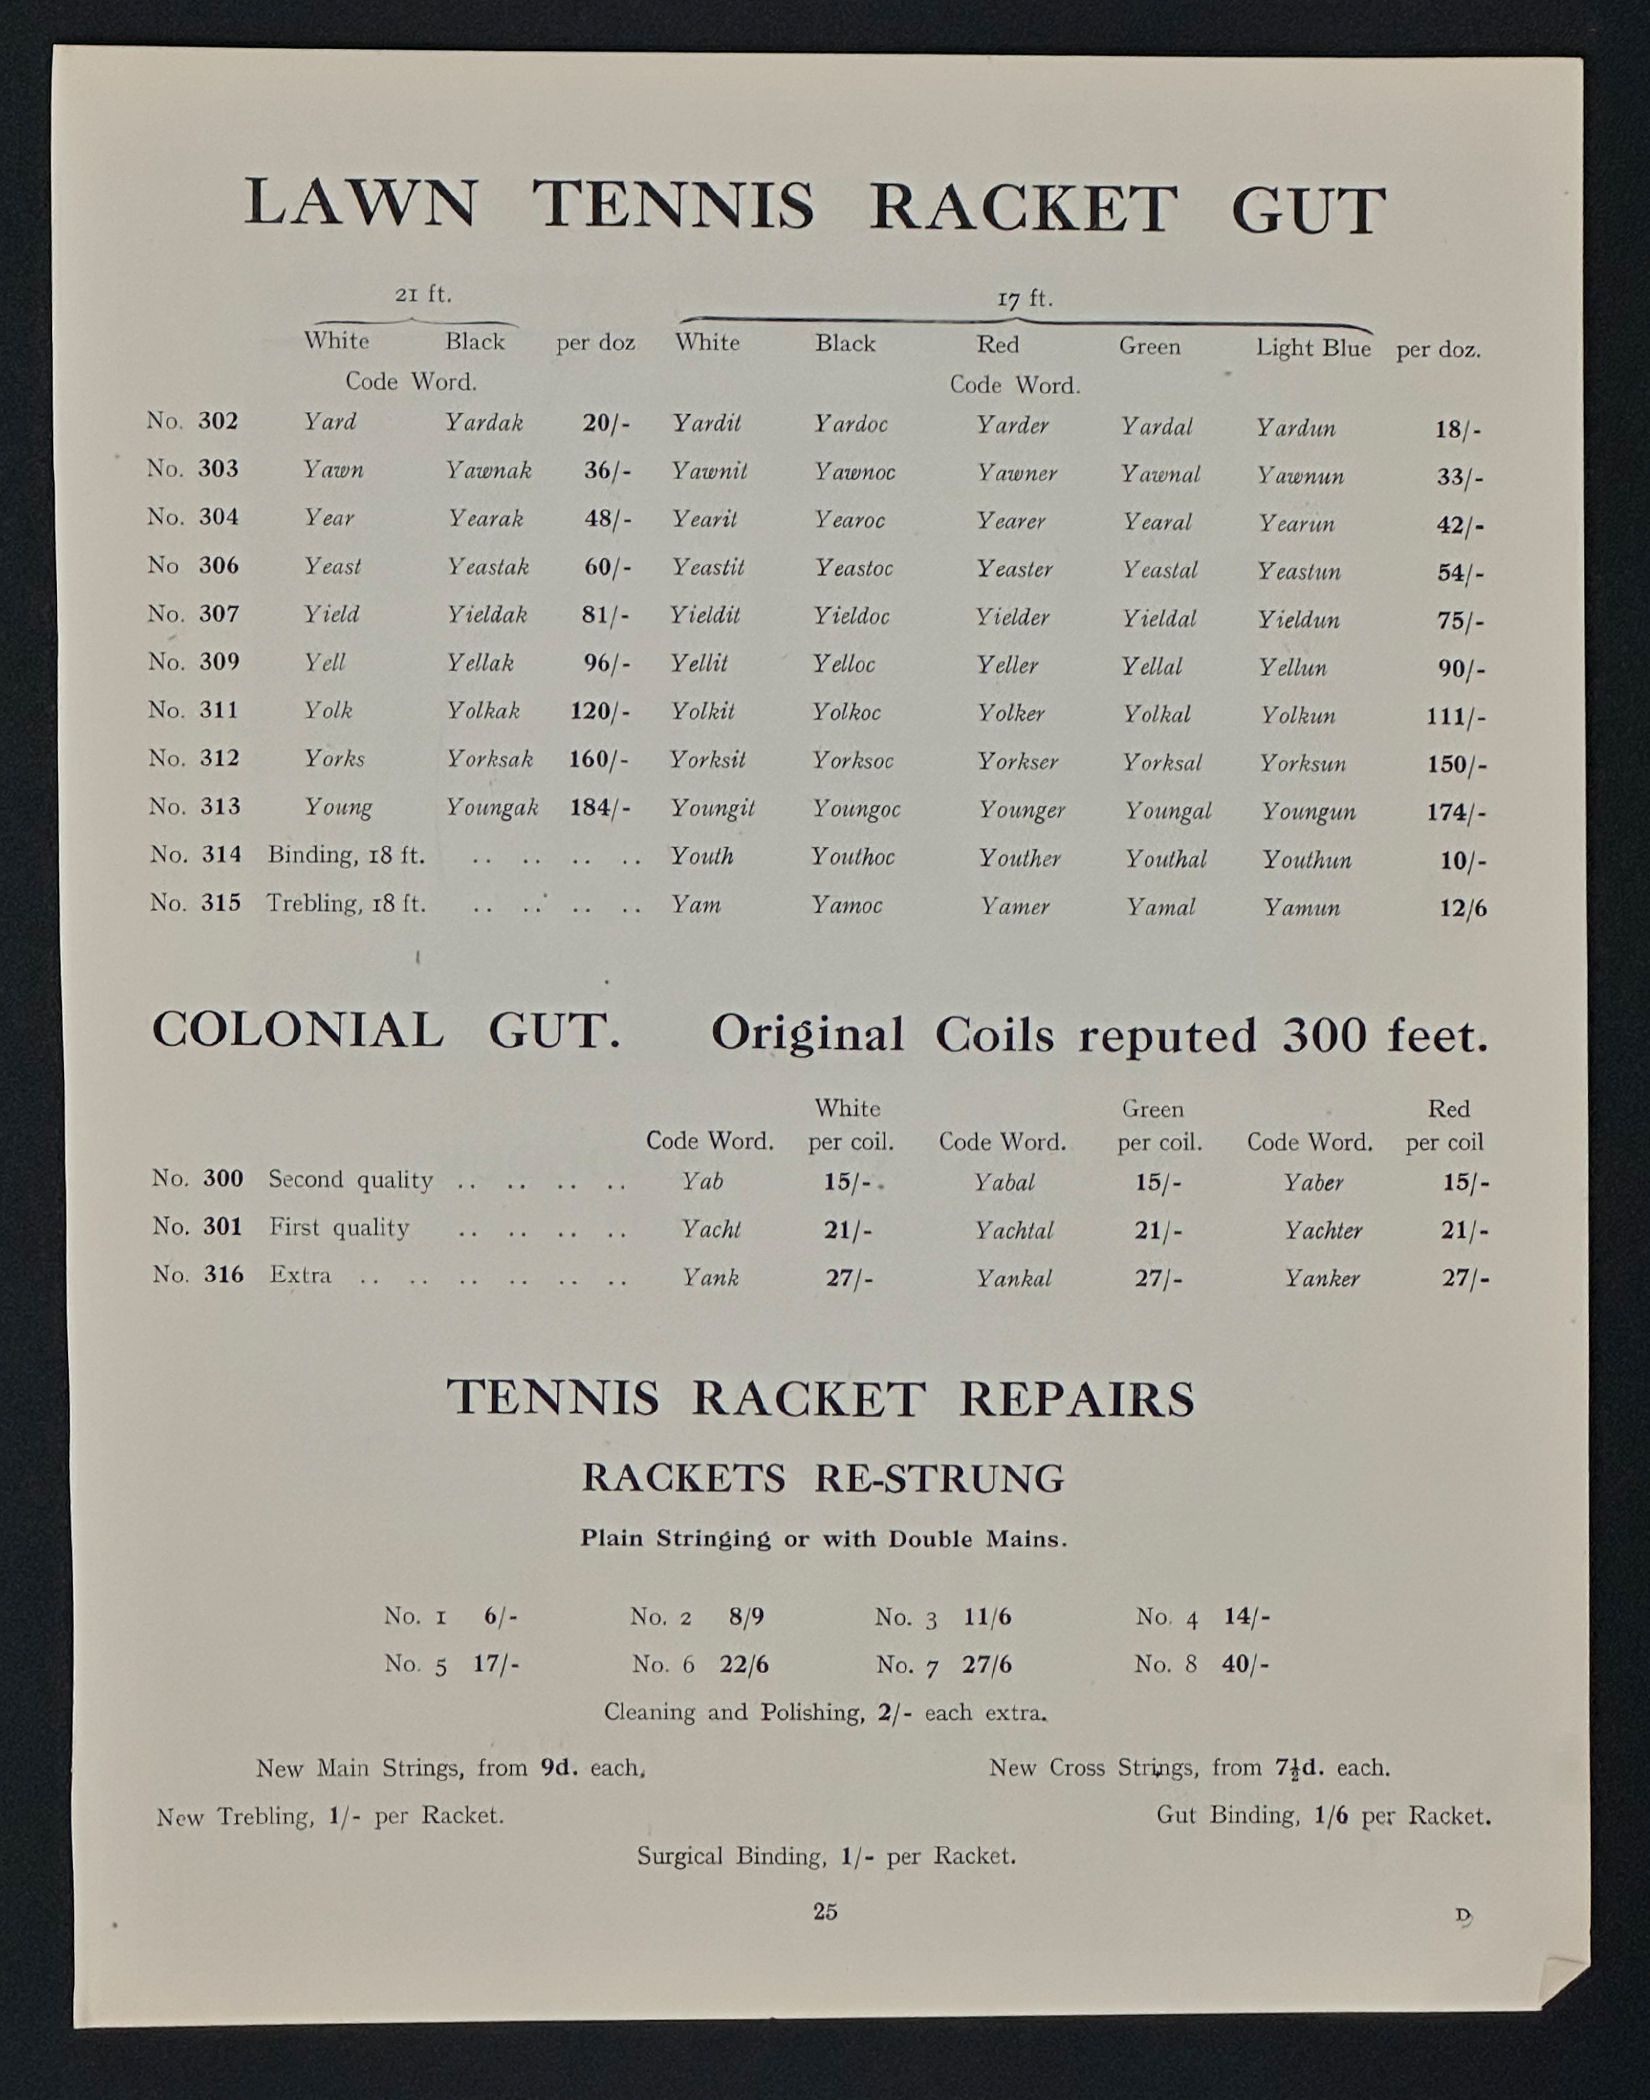 LAWN TENNIS RACKET GUT
21 ft. 17 ft.
White Black per doz White Black Red Green Light Blue per doz.
Code Word. Code Word.
No. 302 Yard Yardak 20/- Yardit Yardoc Yarder Yardal Yardun 18/-
No. 303 Yawn Yawnak 36/- Yawnit Yawnoc Yawner Yawnal Yawnun 33/-
No. 304 Year Yearak 48/- Yearit Yearoc Yearer Yearal Yearun 42/-
No 306 Yeast Yeastak 60/- Yeastit Yeastoc Yeaster Yeastal Yeastun 54/-
No. 307 Yield Yieldak 81/- Yieldit Yieldoc Yielder Yieldal Yieldun 75/-
No. 309 Yell Yellak 96/- Yellit Yelloc Yeller Yellal Yellun 90/-
No. 311 Yolk Yolkak 120/- Yolkit Yolkoc Yolker Yolkal Yolkun 111/-
No. 312 Yorks Yorksak 160/- Yorksit Yorksoc Yorkser Yorksal Yorksun 150/-
No. 313 Young Youngak 184/- Youngit Youngoc Younger Youngal Youngun 174/-
No. 314 Binding, 18 ft. .. .. .. .. Youth Youthoc Youther Youthal Youthun 10/-
No. 315 Trebling, 18 ft. .. .. .. .. Yam Yamoc Yamer Yamal Yamun 12/6
COLONIAL GUT. Original Coils reputed 300 feet.
White Green Red
Code Word. per coil. Code Word. per coil. Code Word. per coil
No. 300 Second quality .. .. .. .. Yab 15/- Yabal 15/- Yaber 15/-
No. 301 First quality .. .. .. .. Yacht 21/- Yachtal 21/- Yachter 21/-
No. 316 Extra .. .. .. .. .. .. Yank 27/- Yankal 27/- Yanker 27/-
TENNIS RACKET REPAIRS
RACKETS RE-STRUNG
Plain Stringing or with Double Mains.
No. 1 6/- No. 2 8/9 No. 3 11/6 No. 4 14/-
No. 5 17/- No. 6 22/6 No. 7 27/6 No. 8 40/-
Cleaning and Polishing, 2/- each extra.
New Main Strings, from 9d. each. New Cross Strings, from 7½d. each.
New Trebling, 1/- per Racket. Gut Binding, 1/6 per Racket.
Surgical Binding, 1/- per Racket.
25 D